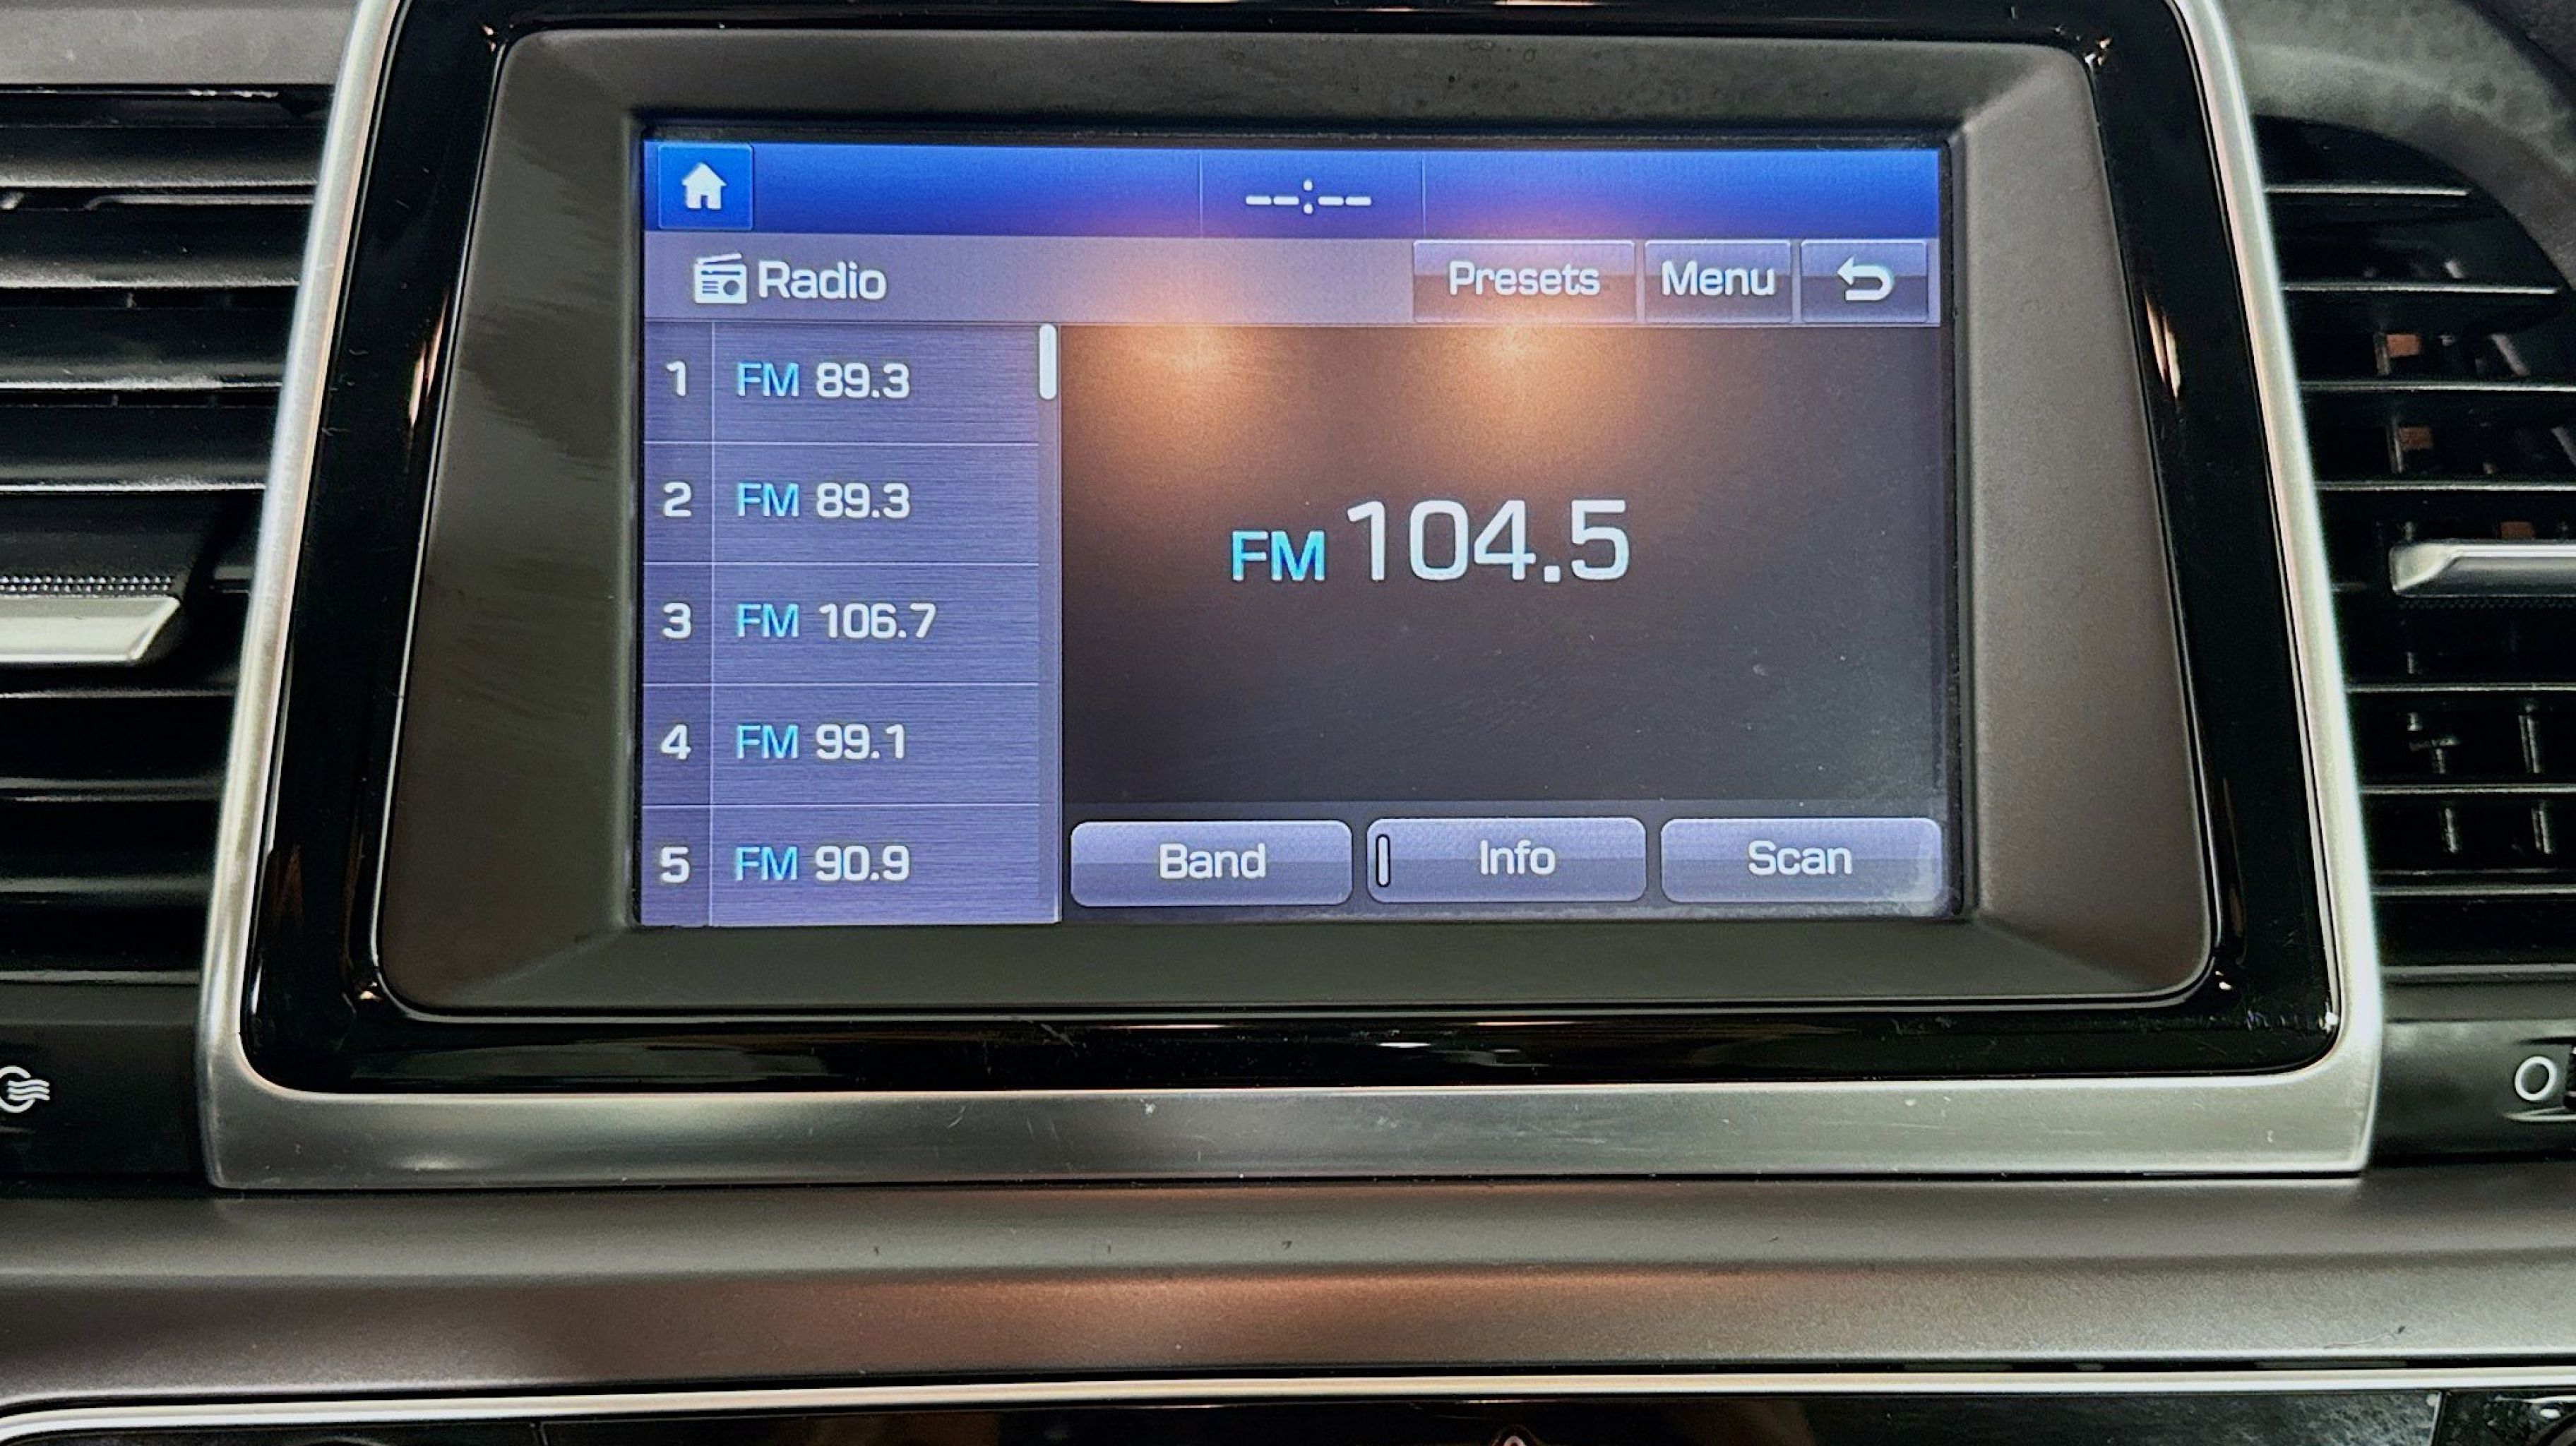 --:--
Radio
Presets Menu
1 FM 89.3
2 FM 89.3
3 FM 106.7
4 FM 99.1
5 FM 90.9
FM 104.5
Band Info Scan